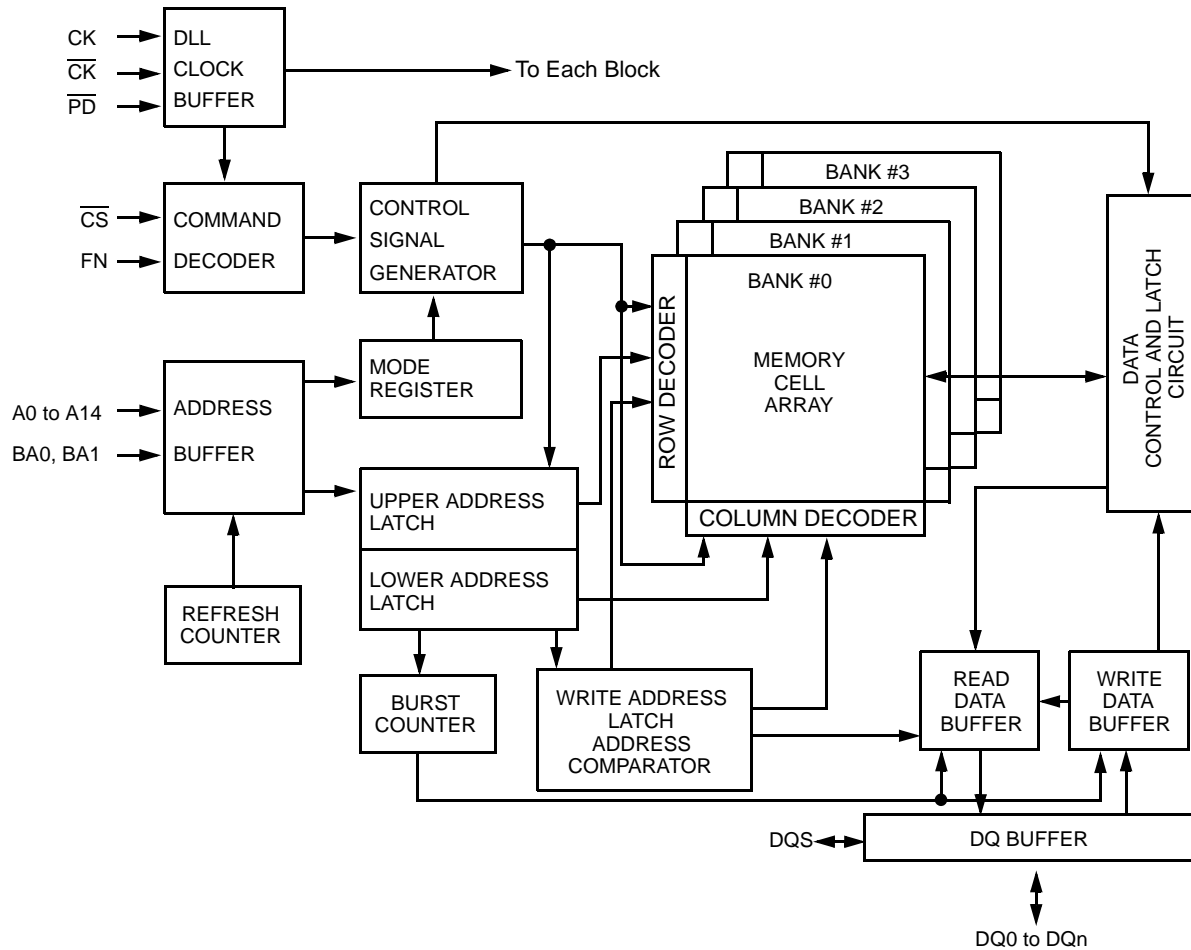 CK
DLL
C̅K̅
CLOCK
P̅D̅
BUFFER
To Each Block
C̅S̅
COMMAND
FN
DECODER
CONTROL
SIGNAL
GENERATOR
BANK #3
BANK #2
BANK #1
BANK #0
MEMORY
CELL
ARRAY
ROW DECODER
COLUMN DECODER
DATA
CONTROL AND LATCH
CIRCUIT
MODE
REGISTER
A0 to A14
ADDRESS
BA0, BA1
BUFFER
UPPER ADDRESS
LATCH
LOWER ADDRESS
LATCH
REFRESH
COUNTER
BURST
COUNTER
WRITE ADDRESS
LATCH
ADDRESS
COMPARATOR
READ
DATA
BUFFER
WRITE
DATA
BUFFER
DQS
DQ BUFFER
DQ0 to DQn